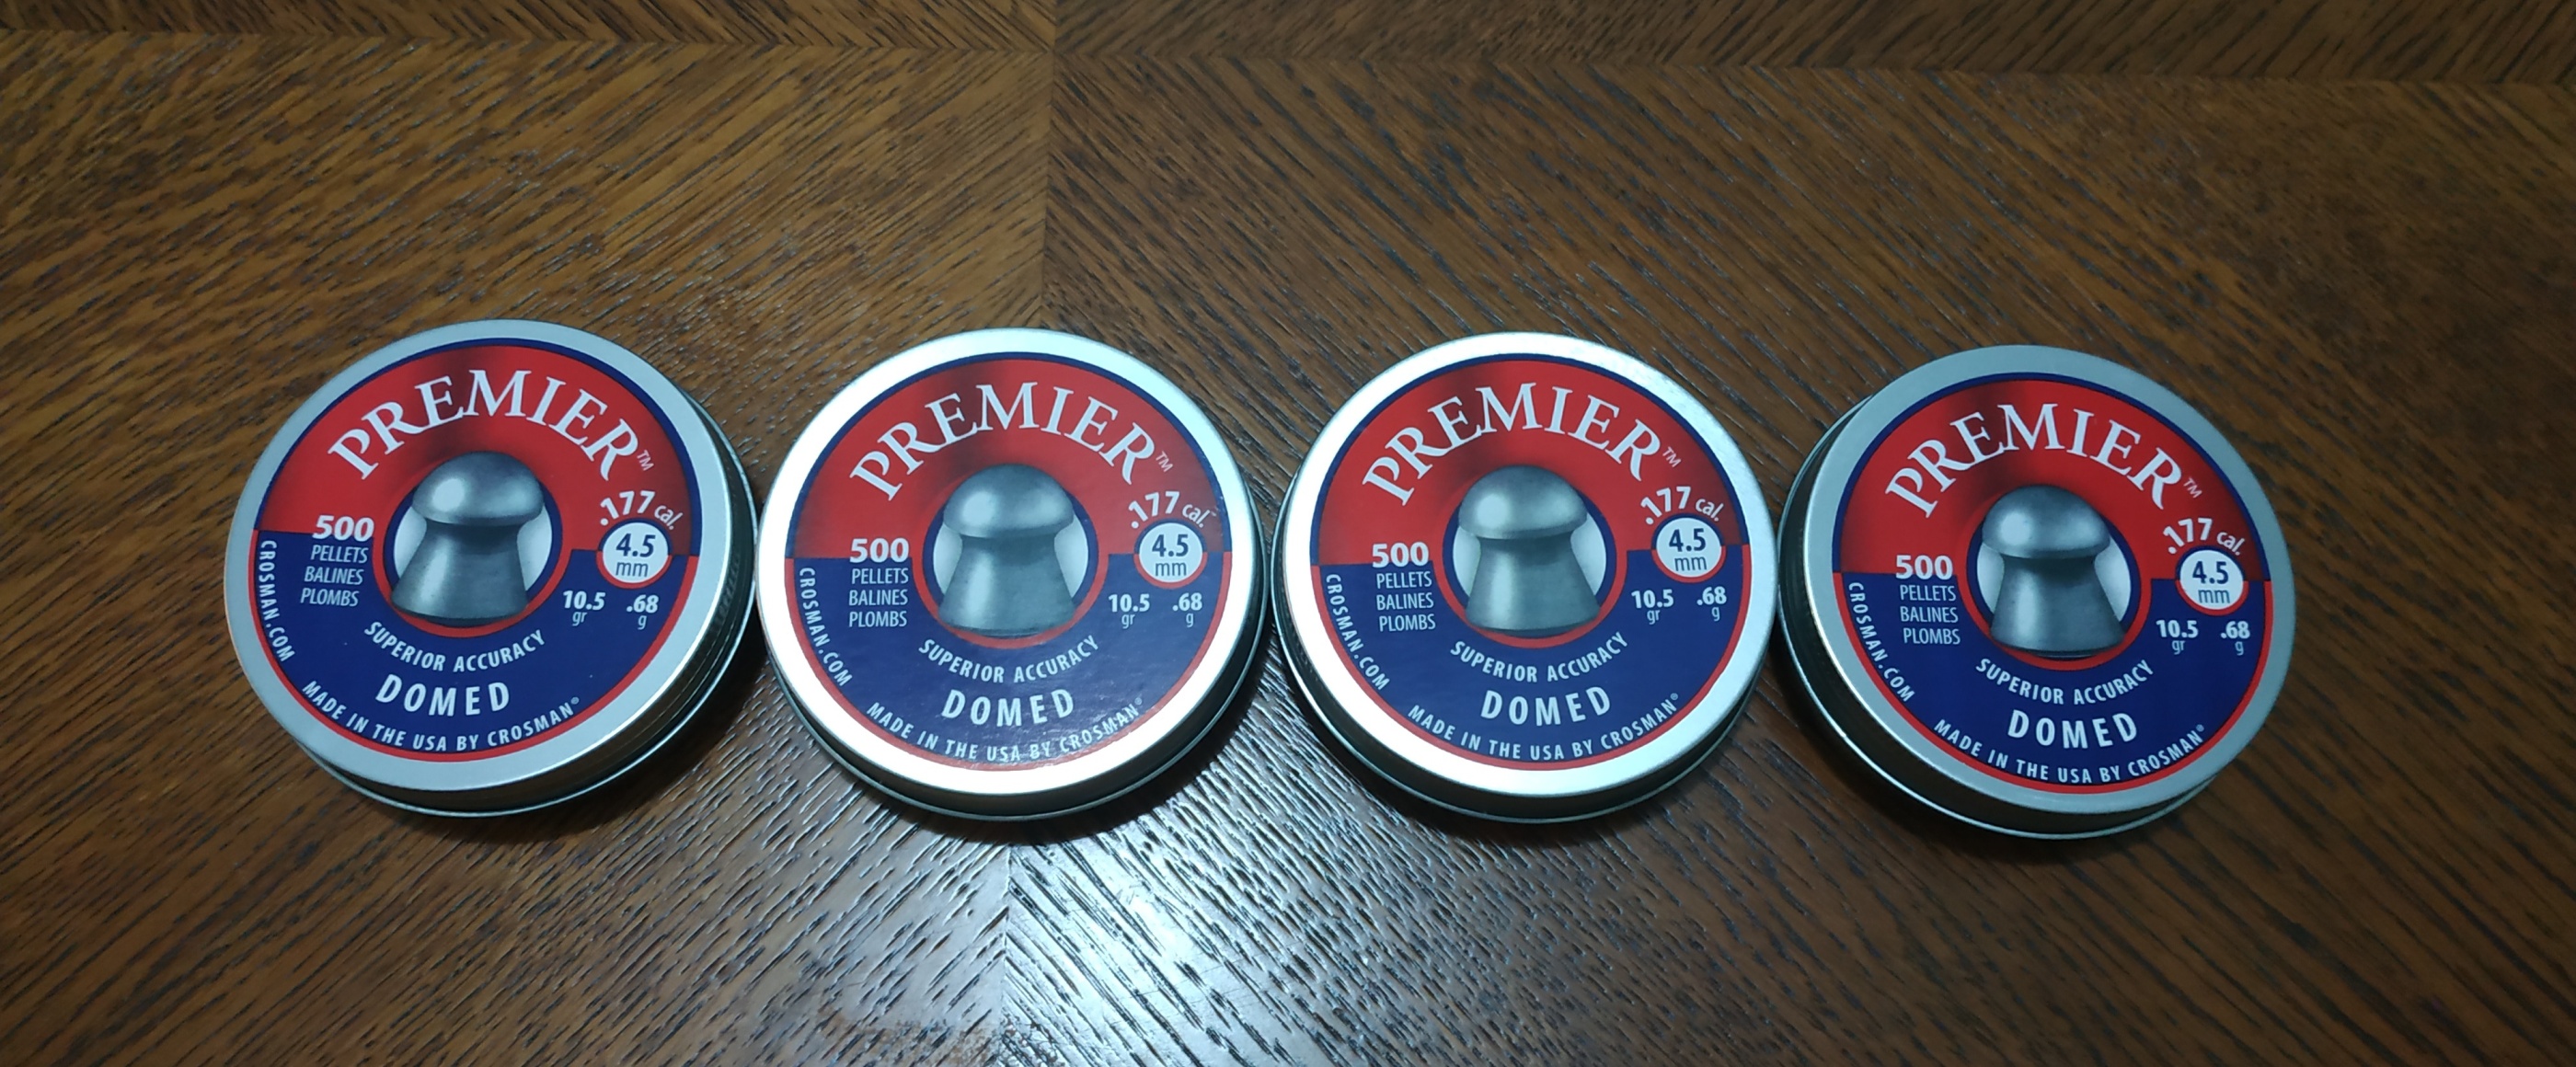 PREMIER™
.177 cal.
4.5
mm
500
PELLETS
BALINES
PLOMBS
10.5
gr
.68
g
SUPERIOR ACCURACY
DOMED
CROSMAN.COM
MADE IN THE USA BY CROSMAN®
PREMIER™
.177 cal.
4.5
mm
500
PELLETS
BALINES
PLOMBS
10.5
gr
.68
g
SUPERIOR ACCURACY
DOMED
CROSMAN.COM
MADE IN THE USA BY CROSMAN®
PREMIER™
.177 cal.
4.5
mm
500
PELLETS
BALINES
PLOMBS
10.5
gr
.68
g
SUPERIOR ACCURACY
DOMED
CROSMAN.COM
MADE IN THE USA BY CROSMAN®
PREMIER™
.177 cal.
4.5
mm
500
PELLETS
BALINES
PLOMBS
10.5
gr
.68
g
SUPERIOR ACCURACY
DOMED
CROSMAN.COM
MADE IN THE USA BY CROSMAN®